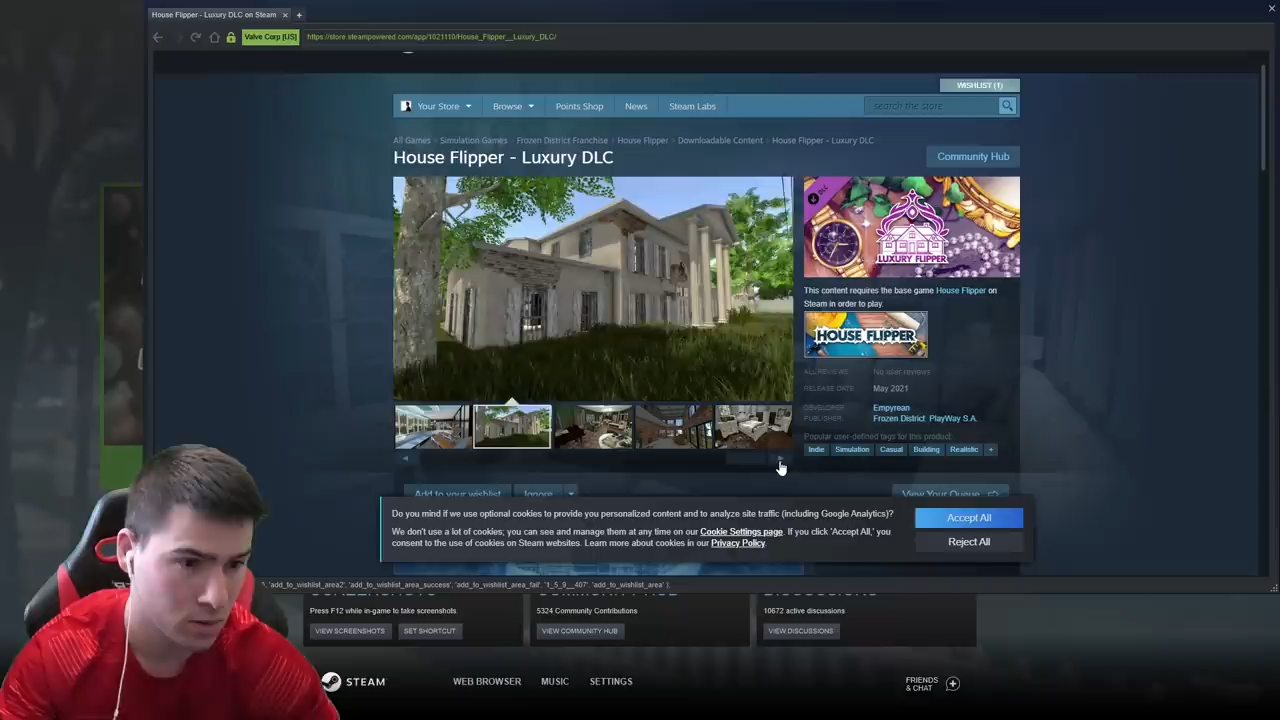 House Flipper - Luxury DLC on Steam
Valve Corp [US]
https://store.steampowered.com/app/1021110/House_Flipper__Luxury_DLC/
WISHLIST (1)
Your Store
Browse
Points Shop
News
Steam Labs
search the store
All Games > Simulation Games > Frozen District Franchise > House Flipper > Downloadable Content > House Flipper - Luxury DLC
House Flipper - Luxury DLC
Community Hub
DLC
LUXURY FLIPPER
This content requires the base game House Flipper on
Steam in order to play.
HOUSE FLIPPER
ALL REVIEWS: No user reviews
RELEASE DATE: May 2021
DEVELOPER: Empyrean
PUBLISHER: Frozen District, PlayWay S.A.
Popular user-defined tags for this product:
Indie Simulation Casual Building Realistic +
Add to your wishlist
Ignore
View Your Queue
Do you mind if we use optional cookies to provide you personalized content and to analyze site traffic (including Google Analytics)?
We don't use a lot of cookies; you can see and manage them at any time on our Cookie Settings page. If you click 'Accept All,' you
consent to the use of cookies on Steam websites. Learn more about cookies in our Privacy Policy.
Accept All
Reject All
', 'add_to_wishlist_area2', 'add_to_wishlist_area_success', 'add_to_wishlist_area_fail', '1_5_9__407', 'add_to_wishlist_area' );
Press F12 while in-game to take screenshots.
VIEW SCREENSHOTS
SET SHORTCUT
5324 Community Contributions
VIEW COMMUNITY HUB
10672 active discussions
VIEW DISCUSSIONS
STEAM
WEB BROWSER
MUSIC
SETTINGS
FRIENDS
& CHAT